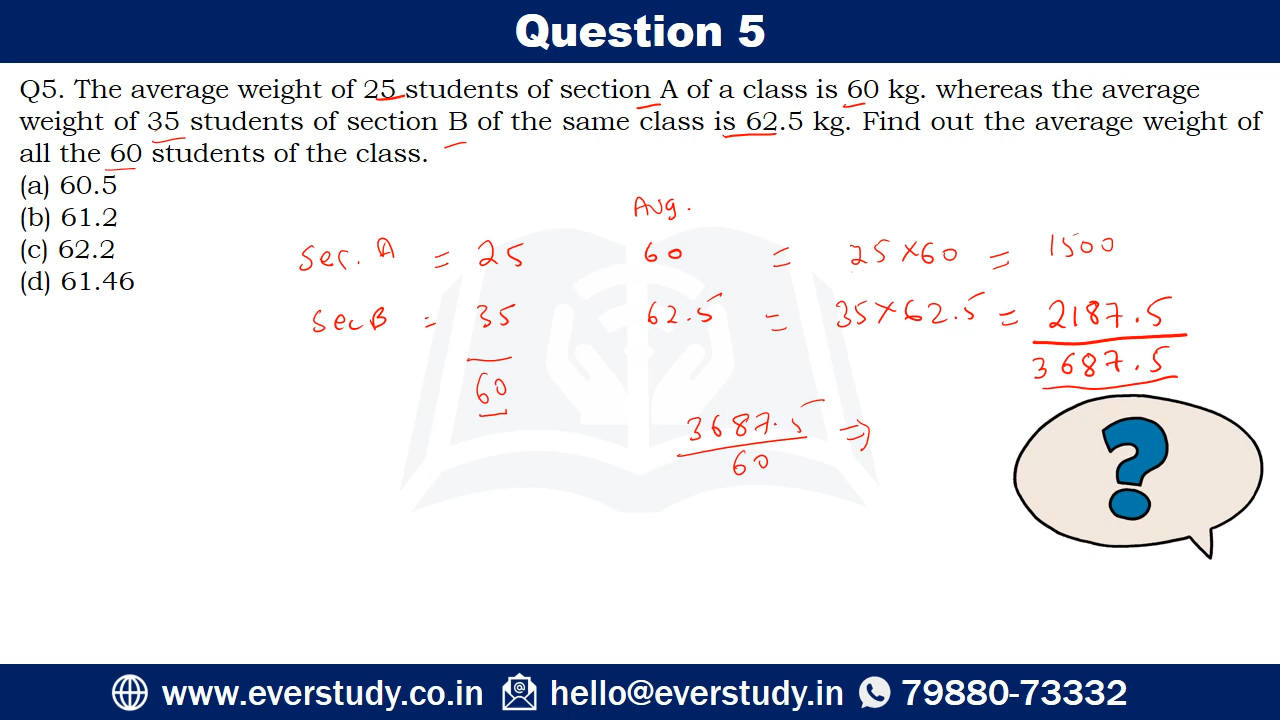 Question 5
Q5. The average weight of 25 students of section A of a class is 60 kg. whereas the average
weight of 35 students of section B of the same class is 62.5 kg. Find out the average weight of
all the 60 students of the class.
(a) 60.5
(b) 61.2
(c) 62.2
(d) 61.46
Avg.
Sec. A = 25 60 = 25×60 = 1500
Sec B = 35 62.5 = 35×62.5 = 2187.5
60 3687.5
3687.5 ⇒
60
?
www.everstudy.co.in hello@everstudy.in 79880-73332